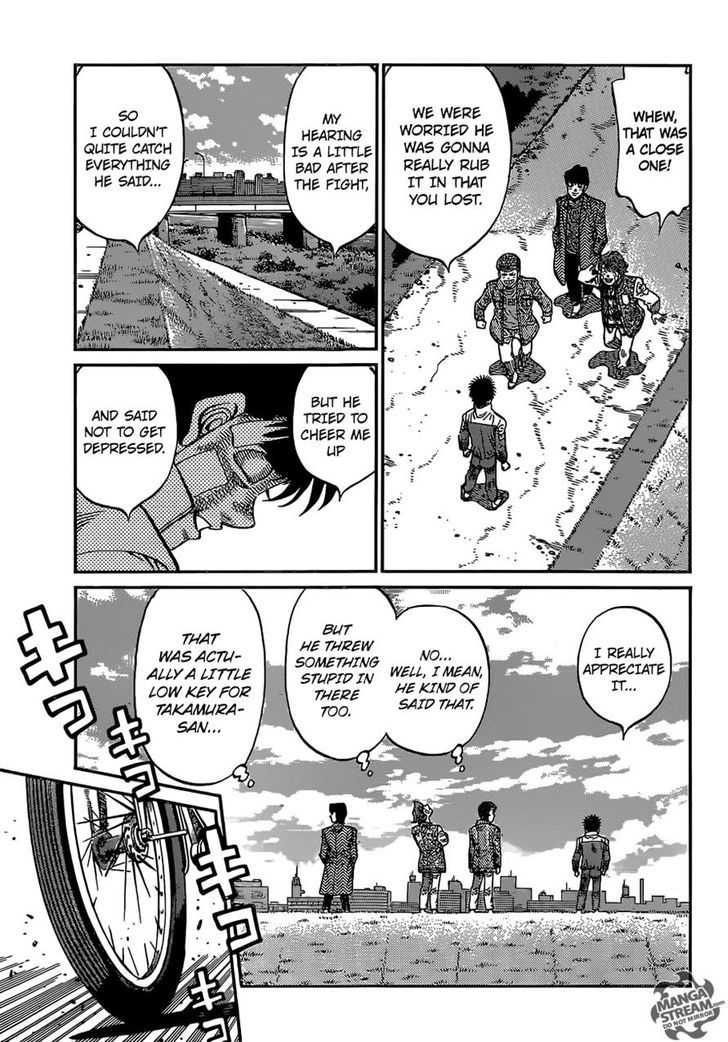 WHEW,
THAT WAS
A CLOSE
ONE!
WE WERE
WORRIED HE
WAS GONNA
REALLY RUB
IT IN THAT
YOU LOST.
MY
HEARING
IS A LITTLE
BAD AFTER
THE FIGHT,
SO
I COULDN'T
QUITE CATCH
EVERYTHING
HE SAID...
BUT HE
TRIED TO
CHEER ME
UP
AND SAID
NOT TO GET
DEPRESSED.
I REALLY
APPRECIATE
IT...
NO...
WELL, I MEAN,
HE KIND OF
SAID THAT.
BUT
HE THREW
SOMETHING
STUPID IN
THERE
TOO.
THAT
WAS ACTU-
ALLY A LITTLE
LOW KEY FOR
TAKAMURA-
SAN...
キコ
キコ
キコ
キコ
MANGA
STREAM.com
DO NOT MIRROR